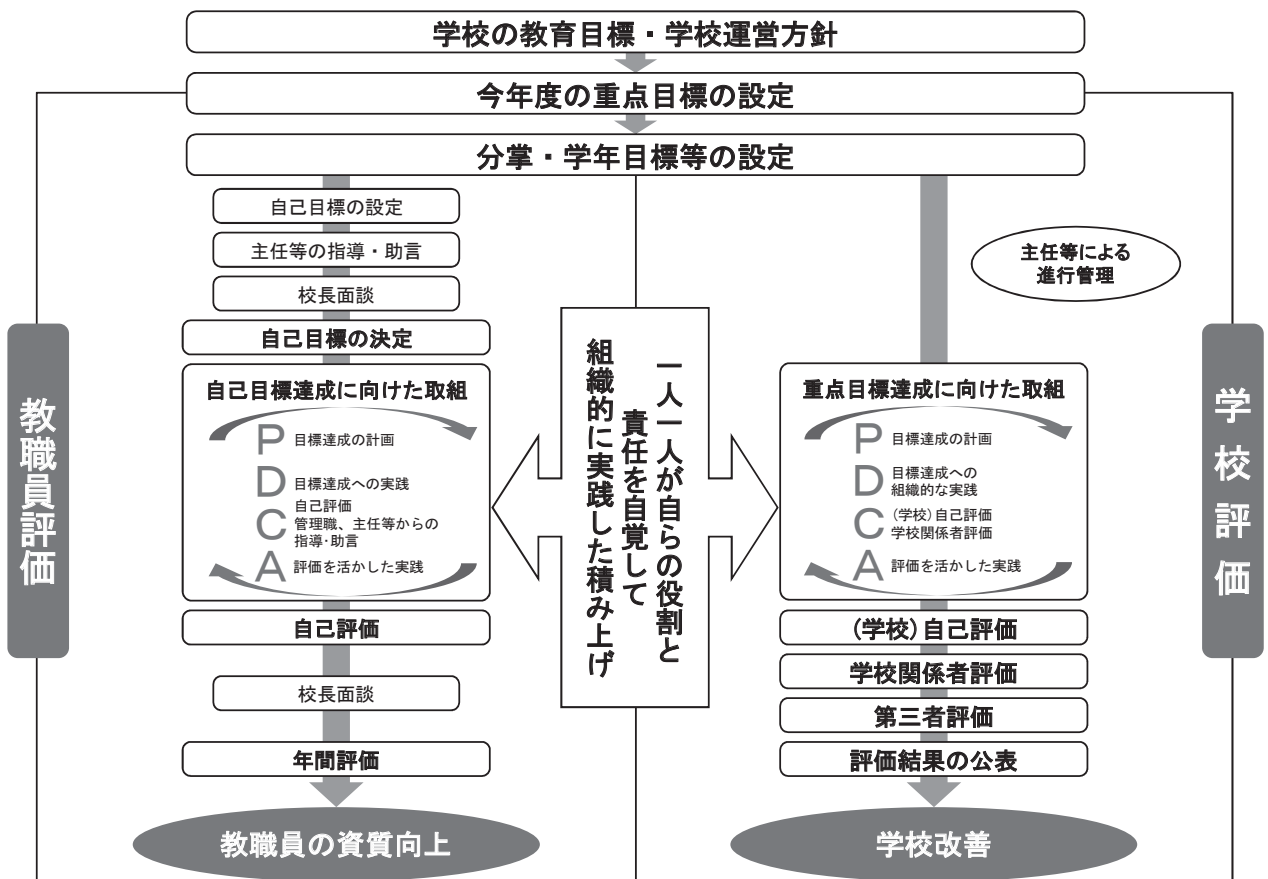 学校の教育目標・学校運営方針
今年度の重点目標の設定
分掌・学年目標等の設定
教職員評価
自己目標の設定
主任等の指導・助言
校長面談
自己目標の決定
自己目標達成に向けた取組
P 目標達成の計画
D 目標達成への実践
C 自己評価
管理職、主任等からの
指導・助言
A 評価を活かした実践
自己評価
校長面談
年間評価
教職員の資質向上
一人一人が自らの役割と
責任を自覚して
組織的に実践した積み上げ
主任等による
進行管理
重点目標達成に向けた取組
P 目標達成の計画
D 目標達成への
組織的な実践
C (学校)自己評価
学校関係者評価
A 評価を活かした実践
(学校)自己評価
学校関係者評価
第三者評価
評価結果の公表
学校改善
学校評価